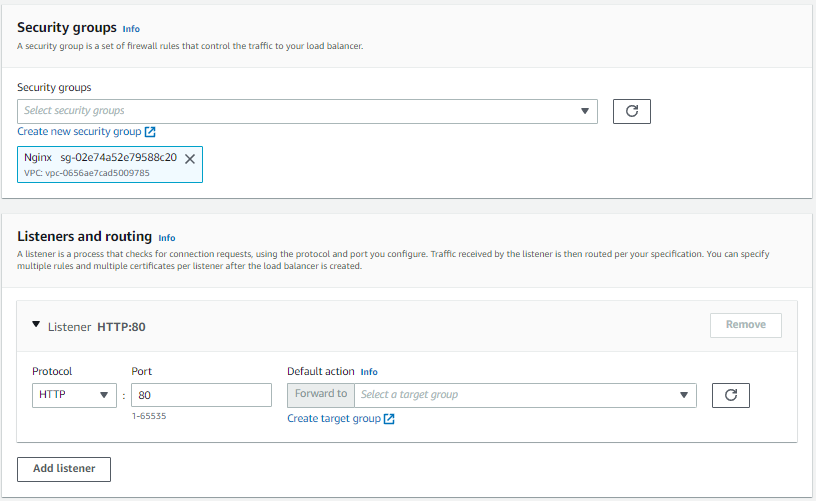 Security groups Info
A security group is a set of firewall rules that control the traffic to your load balancer.
Security groups
Select security groups
Create new security group
Nginx sg-02e74a52e79588c20
VPC: vpc-0656ae7cad5009785
Listeners and routing Info
A listener is a process that checks for connection requests, using the protocol and port you configure. Traffic received by the listener is then routed per your specification. You can specify
multiple rules and multiple certificates per listener after the load balancer is created.
Listener HTTP:80
Remove
Protocol Port Default action Info
HTTP : 80 Forward to Select a target group
1-65535 Create target group
Add listener